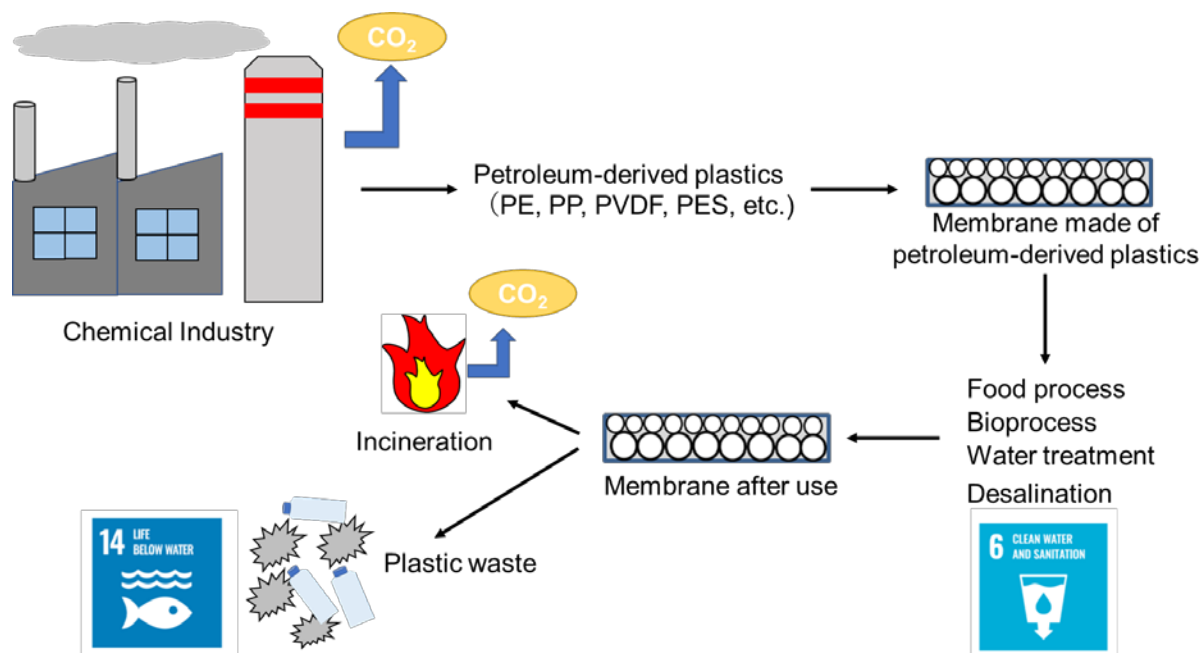 CO₂
Petroleum-derived plastics
(PE, PP, PVDF, PES, etc.)
Membrane made of
petroleum-derived plastics
Chemical Industry
CO₂
Incineration
Food process
Bioprocess
Water treatment
Desalination
Membrane after use
Plastic waste
14 LIFE
BELOW WATER
6 CLEAN WATER
AND SANITATION